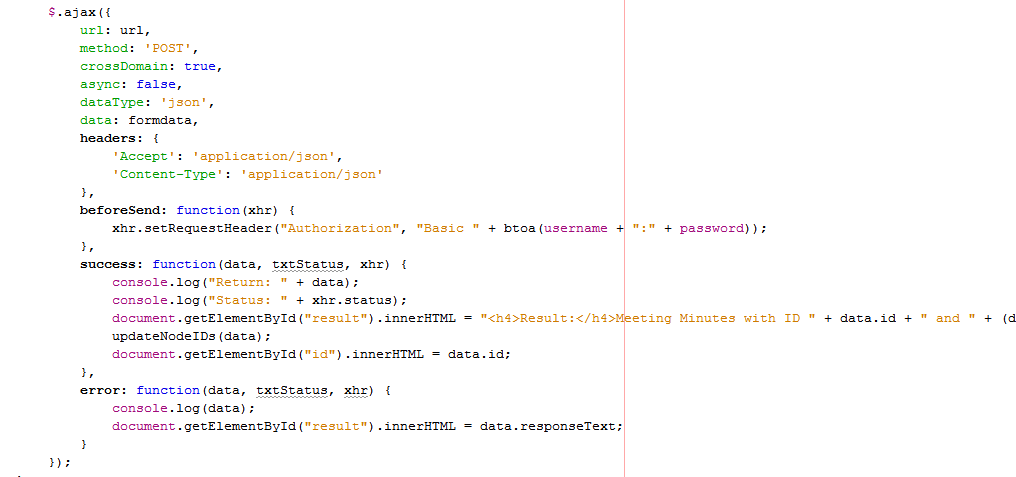 $.ajax({
    url: url,
    method: 'POST',
    crossDomain: true,
    async: false,
    dataType: 'json',
    data: formdata,
    headers: {
        'Accept': 'application/json',
        'Content-Type': 'application/json'
    },
    beforeSend: function(xhr) {
        xhr.setRequestHeader("Authorization", "Basic " + btoa(username + ":" + password));
    },
    success: function(data, txtStatus, xhr) {
        console.log("Return: " + data);
        console.log("Status: " + xhr.status);
        document.getElementById("result").innerHTML = "<h4>Result:</h4>Meeting Minutes with ID " + data.id + " and " + (d
        updateNodeIDs(data);
        document.getElementById("id").innerHTML = data.id;
    },
    error: function(data, txtStatus, xhr) {
        console.log(data);
        document.getElementById("result").innerHTML = data.responseText;
    }
});